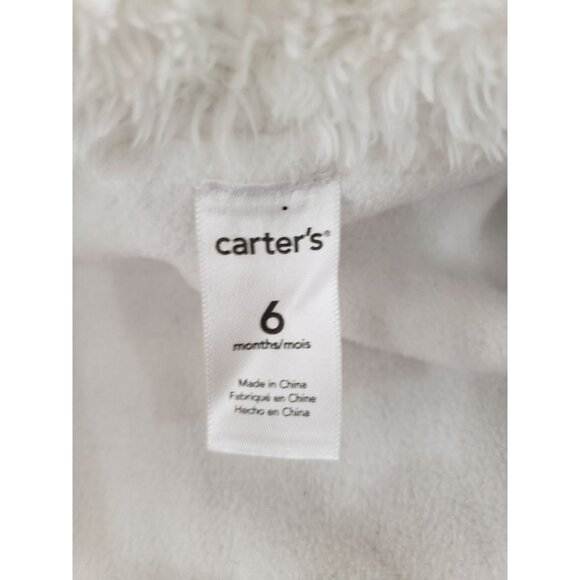 carter's®
6
months/mois
Made in China
Fabriqué en Chine
Hecho en China